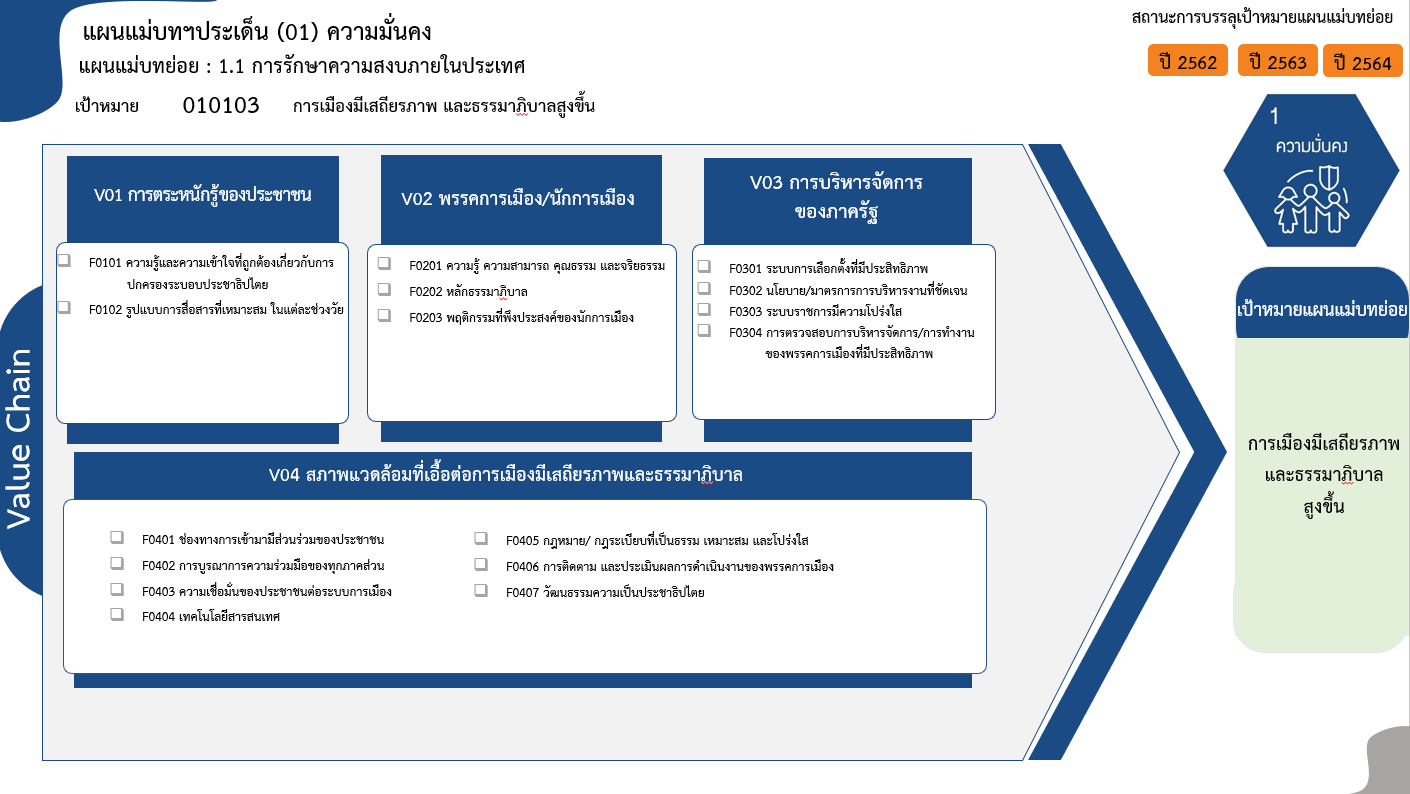 แผนแม่บทฯประเด็น (01) ความมั่นคง
แผนแม่บทย่อย : 1.1 การรักษาความสงบภายในประเทศ
เป้าหมาย 010103 การเมืองมีเสถียรภาพ และธรรมาภิบาลสูงขึ้น
สถานะการบรรลุเป้าหมายแผนแม่บทย่อย
ปี 2562 ปี 2563 ปี 2564
1
ความมั่นคง
Value Chain
V01 การตระหนักรู้ของประชาชน
F0101 ความรู้และความเข้าใจที่ถูกต้องเกี่ยวกับการ
ปกครองระบอบประชาธิปไตย
F0102 รูปแบบการสื่อสารที่เหมาะสม ในแต่ละช่วงวัย
V02 พรรคการเมือง/นักการเมือง
F0201 ความรู้ ความสามารถ คุณธรรม และจริยธรรม
F0202 หลักธรรมาภิบาล
F0203 พฤติกรรมที่พึงประสงค์ของนักการเมือง
V03 การบริหารจัดการ
ของภาครัฐ
F0301 ระบบการเลือกตั้งที่มีประสิทธิภาพ
F0302 นโยบาย/มาตรการการบริหารงานที่ชัดเจน
F0303 ระบบราชการมีความโปร่งใส
F0304 การตรวจสอบการบริหารจัดการ/การทำงาน
ของพรรคการเมืองที่มีประสิทธิภาพ
V04 สภาพแวดล้อมที่เอื้อต่อการเมืองมีเสถียรภาพและธรรมาภิบาล
F0401 ช่องทางการเข้ามามีส่วนร่วมของประชาชน
F0402 การบูรณาการความร่วมมือของทุกภาคส่วน
F0403 ความเชื่อมั่นของประชาชนต่อระบบการเมือง
F0404 เทคโนโลยีสารสนเทศ
F0405 กฎหมาย/ กฎระเบียบที่เป็นธรรม เหมาะสม และโปร่งใส
F0406 การติดตาม และประเมินผลการดำเนินงานของพรรคการเมือง
F0407 วัฒนธรรมความเป็นประชาธิปไตย
เป้าหมายแผนแม่บทย่อย
การเมืองมีเสถียรภาพ
และธรรมาภิบาล
สูงขึ้น